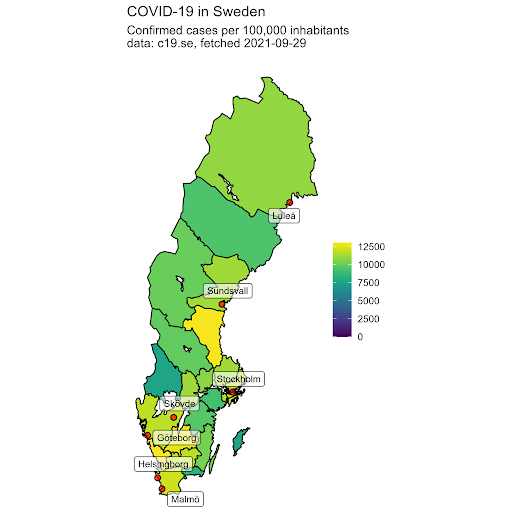 COVID-19 in Sweden
Confirmed cases per 100,000 inhabitants
data: c19.se, fetched 2021-09-29
Luleå
12500
10000
7500
5000
2500
0
Sundsvall
Stockholm
Skövde
Göteborg
Helsingborg
Malmö